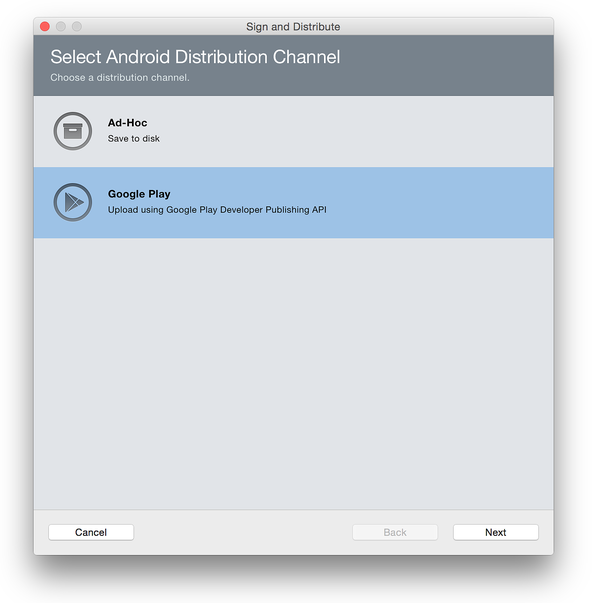 Sign and Distribute
Select Android Distribution Channel
Choose a distribution channel.
Ad-Hoc
Save to disk
Google Play
Upload using Google Play Developer Publishing API
Cancel
Back
Next